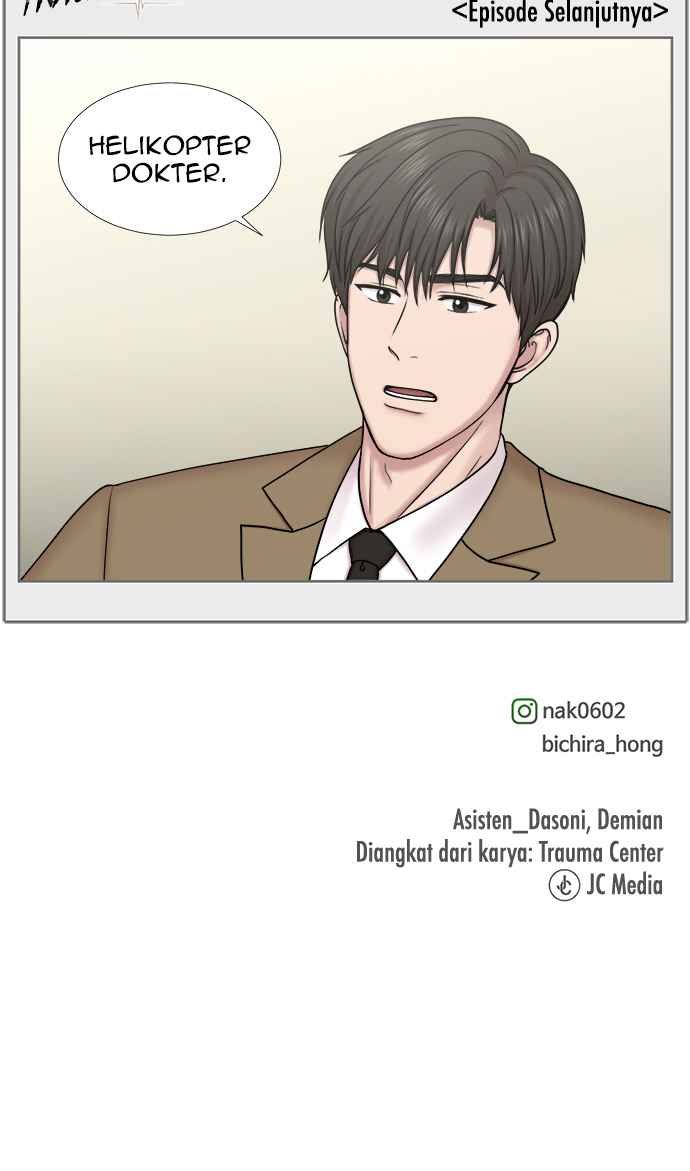 <Episode Selanjutnya>
HELIKOPTER
DOKTER.
nak0602
bichira_hong
Asisten_Dasoni, Demian
Diangkat dari karya: Trauma Center
JC Media